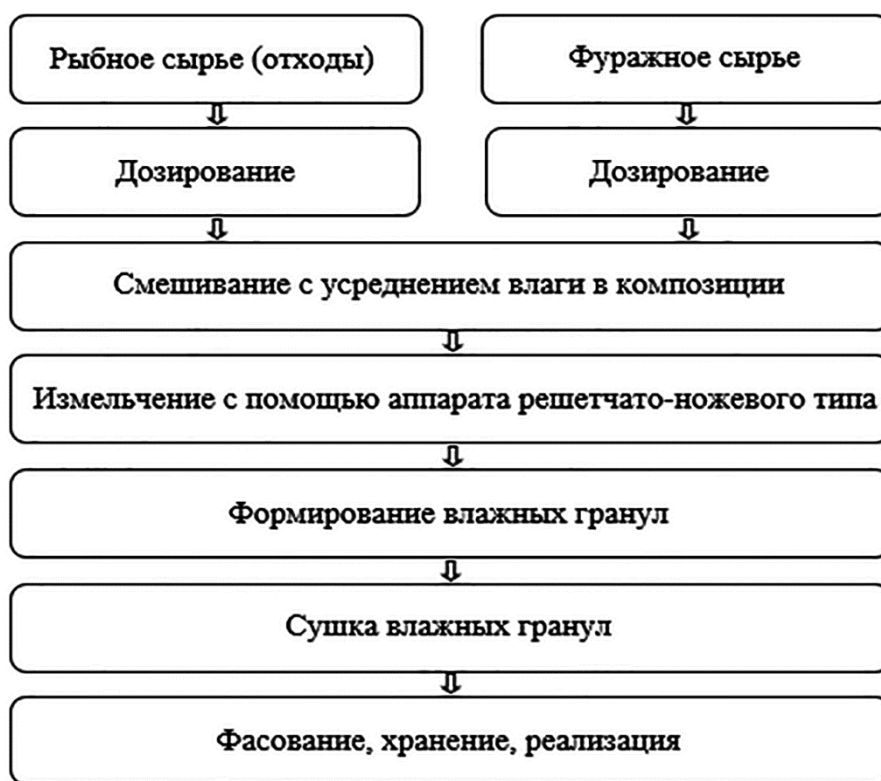 Рыбное сырье (отходы)
Фуражное сырье
Дозирование
Дозирование
Смешивание с усреднением влаги в композиции
Измельчение с помощью аппарата решетчато-ножевого типа
Формирование влажных гранул
Сушка влажных гранул
Фасование, хранение, реализация